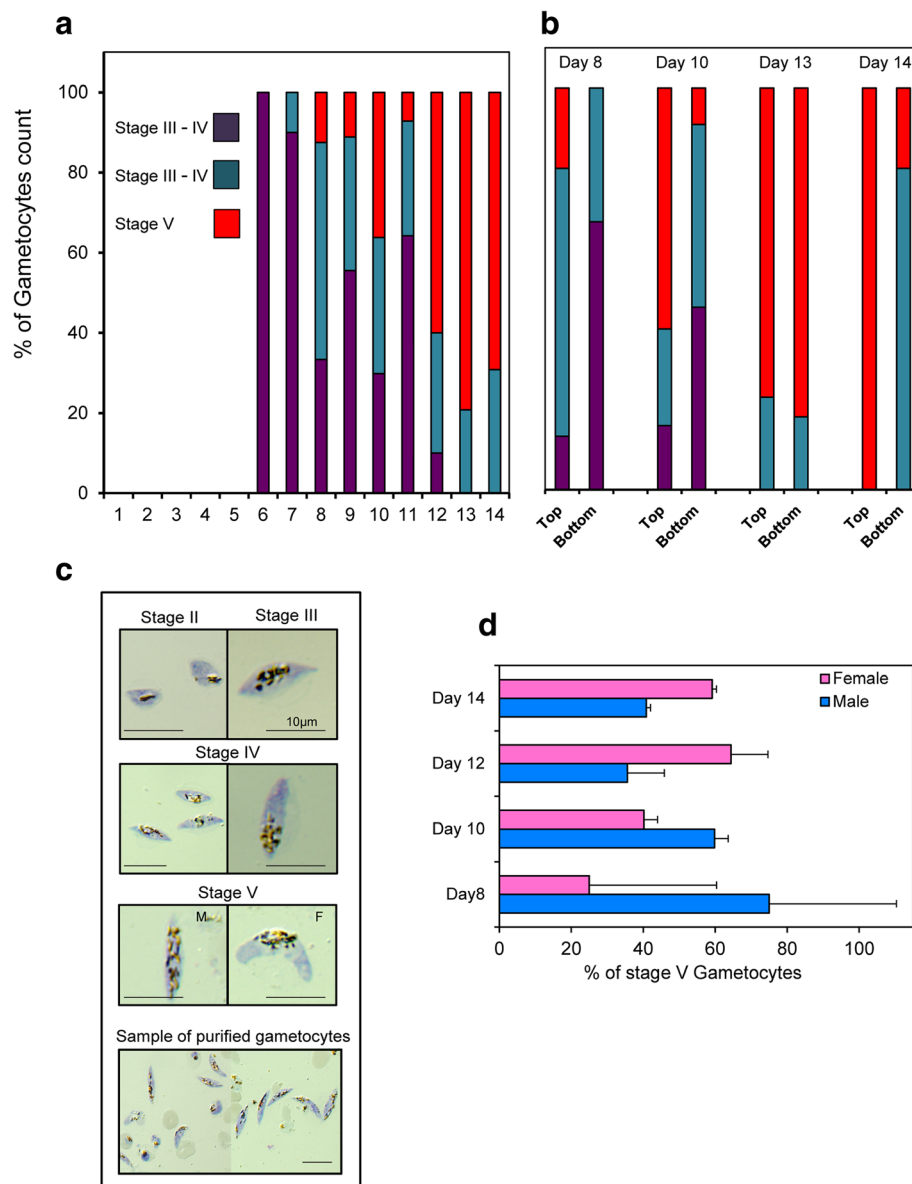 a
% of Gametocytes count
100
80
60
40
20
0
Stage III - IV
Stage III - IV
Stage V
1 2 3 4 5 6 7 8 9 10 11 12 13 14
b
Day 8 Day 10 Day 13 Day 14
Top Bottom Top Bottom Top Bottom Top Bottom
c
Stage II Stage III
10µm
Stage IV
Stage V
M F
Sample of purified gametocytes
d
Female
Male
Day 14
Day 12
Day 10
Day8
0 20 40 60 80 100
% of stage V Gametocytes